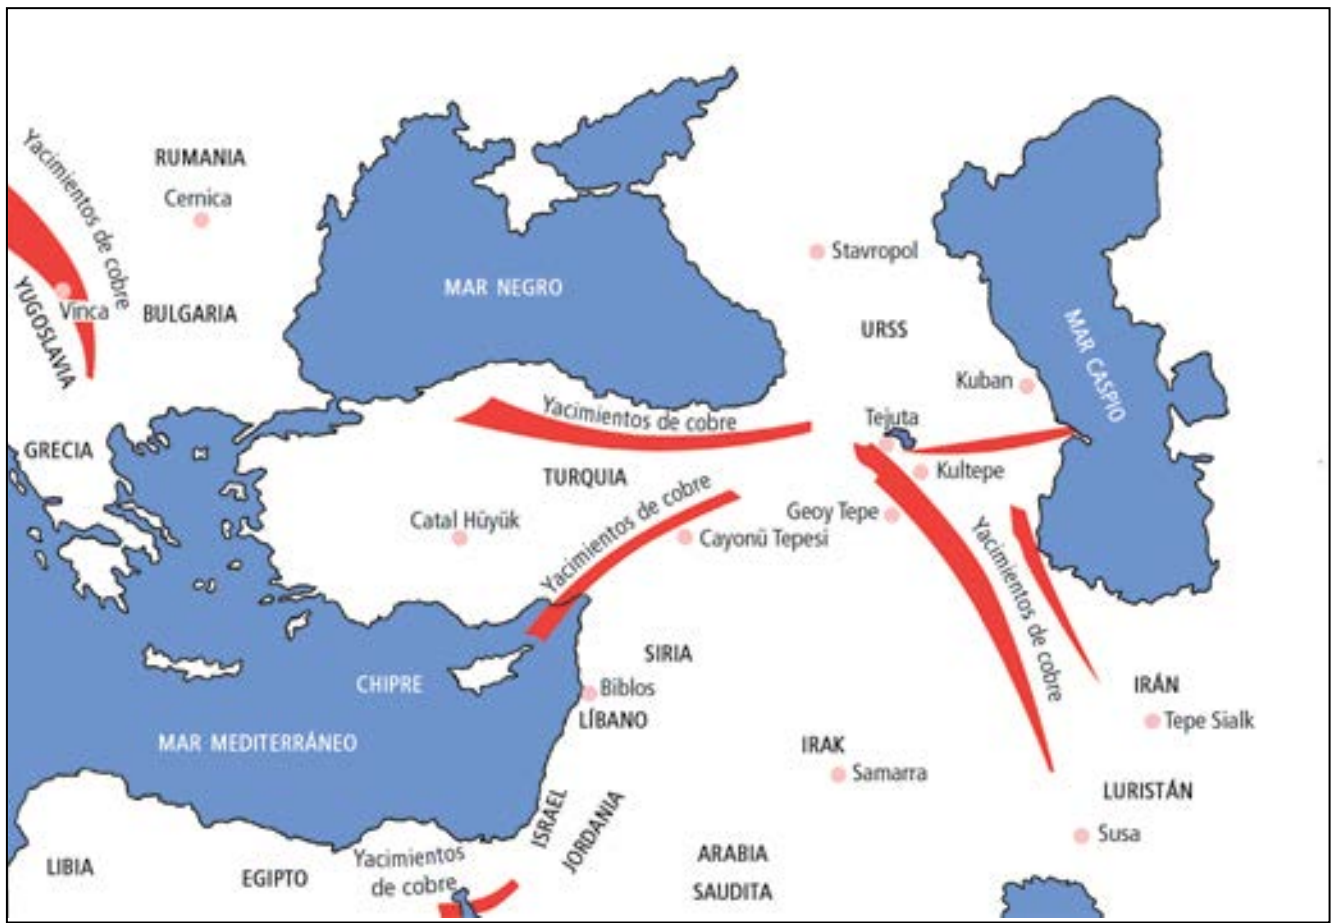 Yacimientos de cobre
RUMANIA
Cernica
Stavropol
MAR NEGRO
Vinca
BULGARIA
YUGOSLAVIA
URSS
MAR CASPIO
Kuban
Yacimientos de cobre
Tejuta
GRECIA
Kultepe
TURQUIA
Yacimientos de cobre
Geoy Tepe
Catal Hüyük
Cayonü Tepesi
Yacimientos de cobre
SIRIA
CHIPRE
Biblos
IRÁN
LÍBANO
Tepe Sialk
MAR MEDITERRÁNEO
IRAK
Samarra
LURISTÁN
ISRAEL
JORDANIA
Susa
Yacimientos
de cobre
LIBIA
EGIPTO
ARABIA
SAUDITA